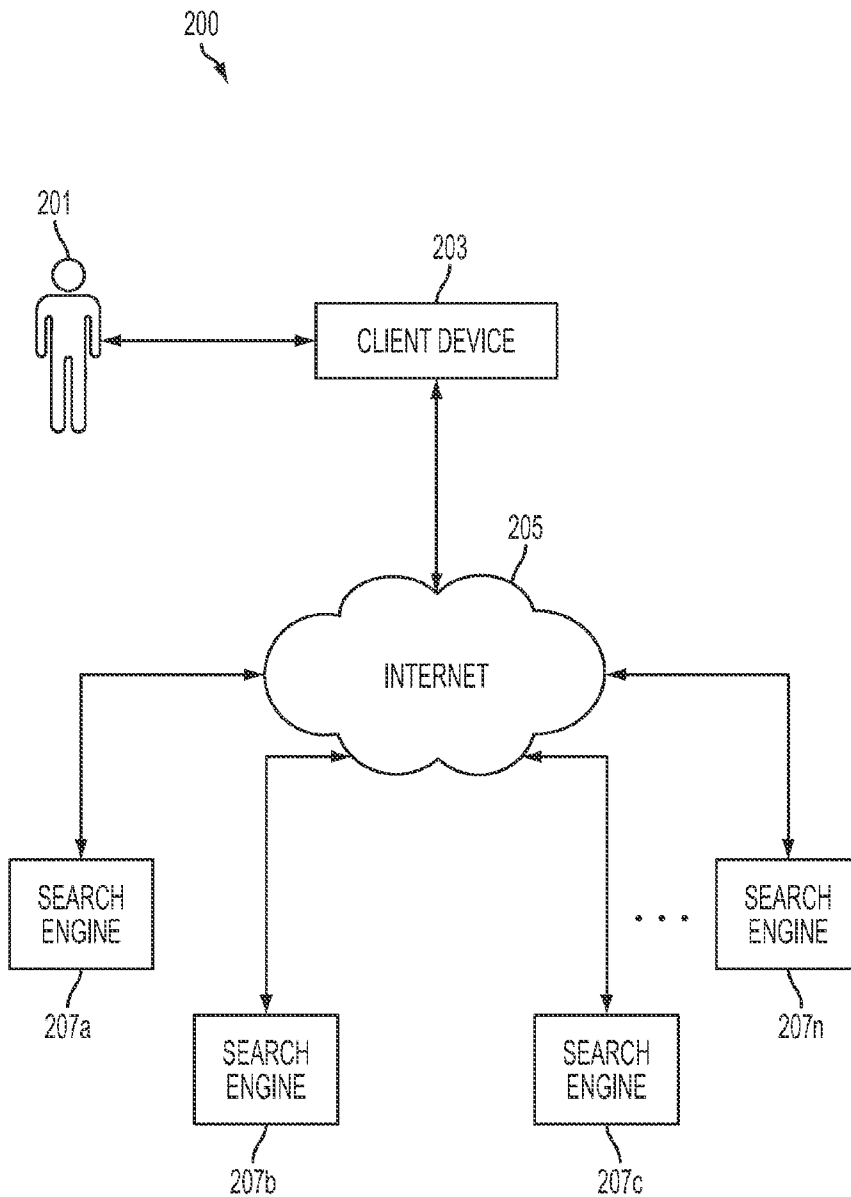 200
201
203
CLIENT DEVICE
205
INTERNET
SEARCH
ENGINE
207a
SEARCH
ENGINE
207b
SEARCH
ENGINE
207c
. . .
SEARCH
ENGINE
207n